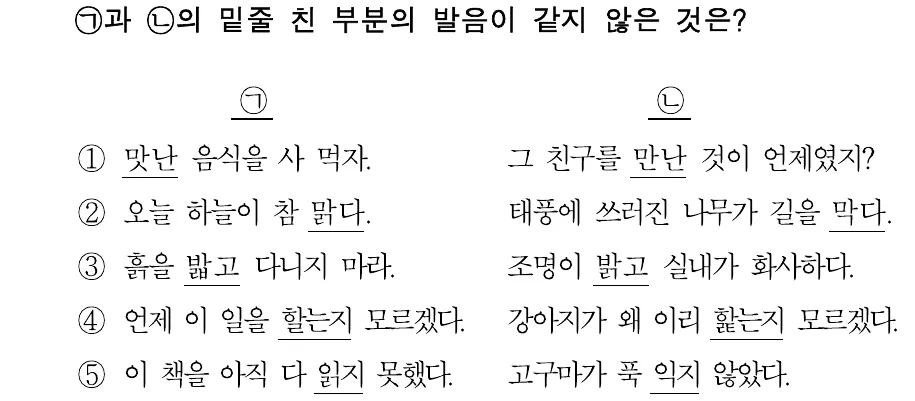 ㉠과 ㉡의 밑줄 친 부분의 발음이 같지 않은 것은?
㉠ ㉡
① 맛난 음식을 사 먹자. 그 친구를 만난 것이 언제였지?
② 오늘 하늘이 참 맑다. 태풍에 쓰러진 나무가 길을 막다.
③ 흙을 밟고 다니지 마라. 조명이 밝고 실내가 화사하다.
④ 언제 이 일을 할는지 모르겠다. 강아지가 왜 이리 핥는지 모르겠다.
⑤ 이 책을 아직 다 읽지 못했다. 고구마가 푹 익지 않았다.